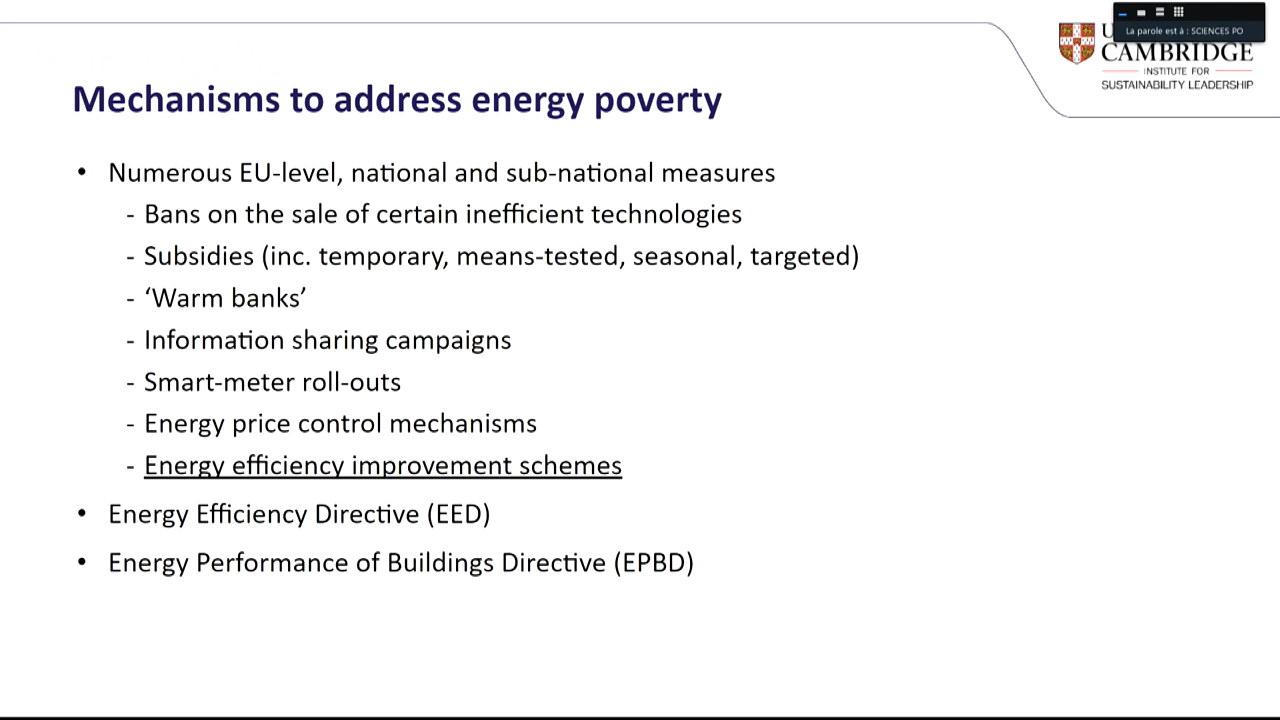 La parole est à : SCIENCES PO
U
CAMBRIDGE
INSTITUTE FOR
SUSTAINABILITY LEADERSHIP
Mechanisms to address energy poverty
• Numerous EU-level, national and sub-national measures
- Bans on the sale of certain inefficient technologies
- Subsidies (inc. temporary, means-tested, seasonal, targeted)
- ‘Warm banks’
- Information sharing campaigns
- Smart-meter roll-outs
- Energy price control mechanisms
- Energy efficiency improvement schemes
• Energy Efficiency Directive (EED)
• Energy Performance of Buildings Directive (EPBD)